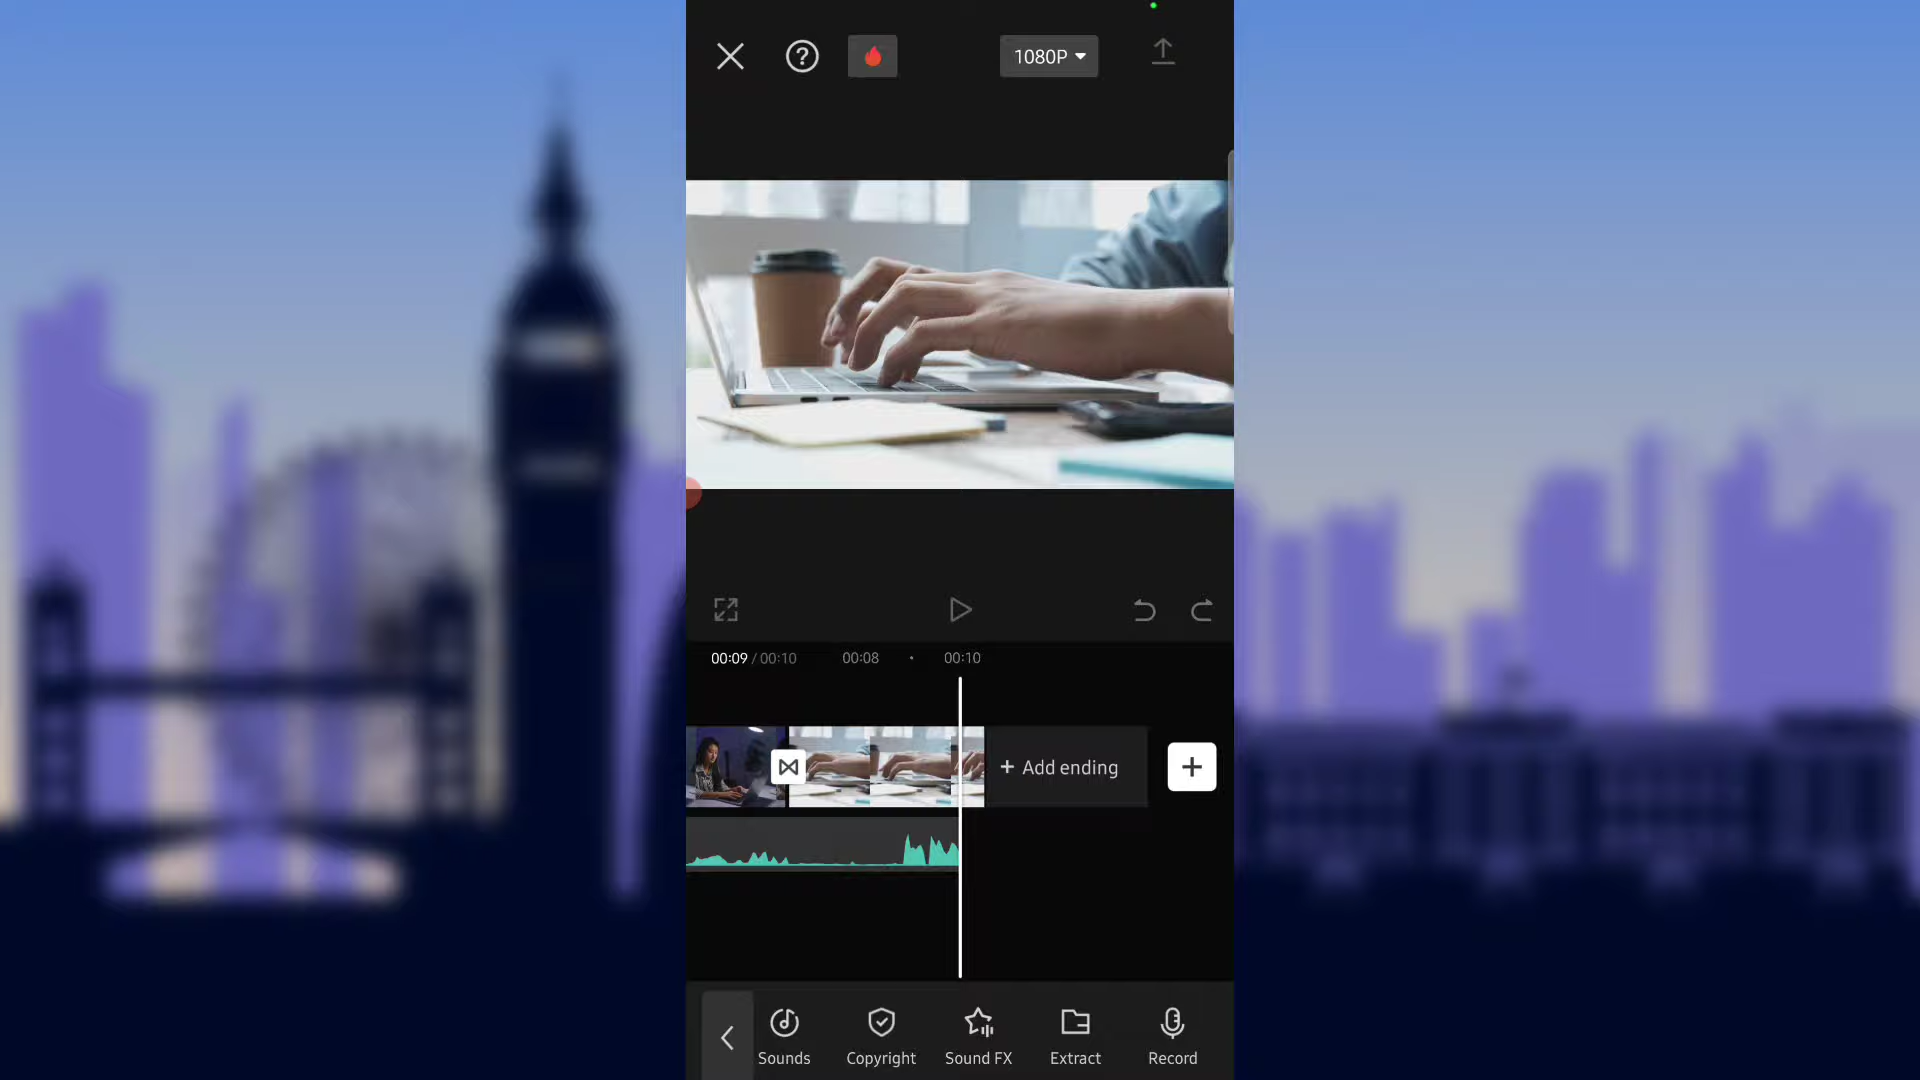 1080P
00:09 / 00:10 00:08 00:10
+ Add ending
Sounds Copyright Sound FX Extract Record